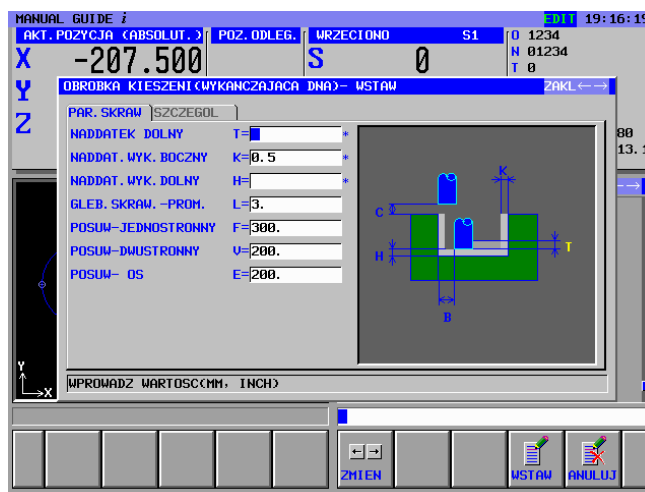 MANUAL GUIDE i EDIT 19:16:19
AKT.POZYCJA (ABSOLUT.) POZ.ODLEG. WRZECIONO S1 O 1234
X -207.500 S 0 N 01234
T 0
Y
Z
OBROBKA KIESZENI(WYKANCZAJACA DNA)- WSTAW ZAKL←→
PAR.SKRAW SZCZEGOL
NADDATEK DOLNY T= *
NADDAT.WYK.BOCZNY K=0.5 *
NADDAT.WYK.DOLNY H= *
GLEB.SKRAW.-PROM. L=3.
POSUW-JEDNOSTRONNY F=300.
POSUW-DWUSTRONNY V=200.
POSUW- OS E=200.
K
C
H
T
B
80
13.1
→
Y
X
WPROWADZ WARTOSC(MM, INCH)
←→
ZMIEN WSTAW ANULUJ